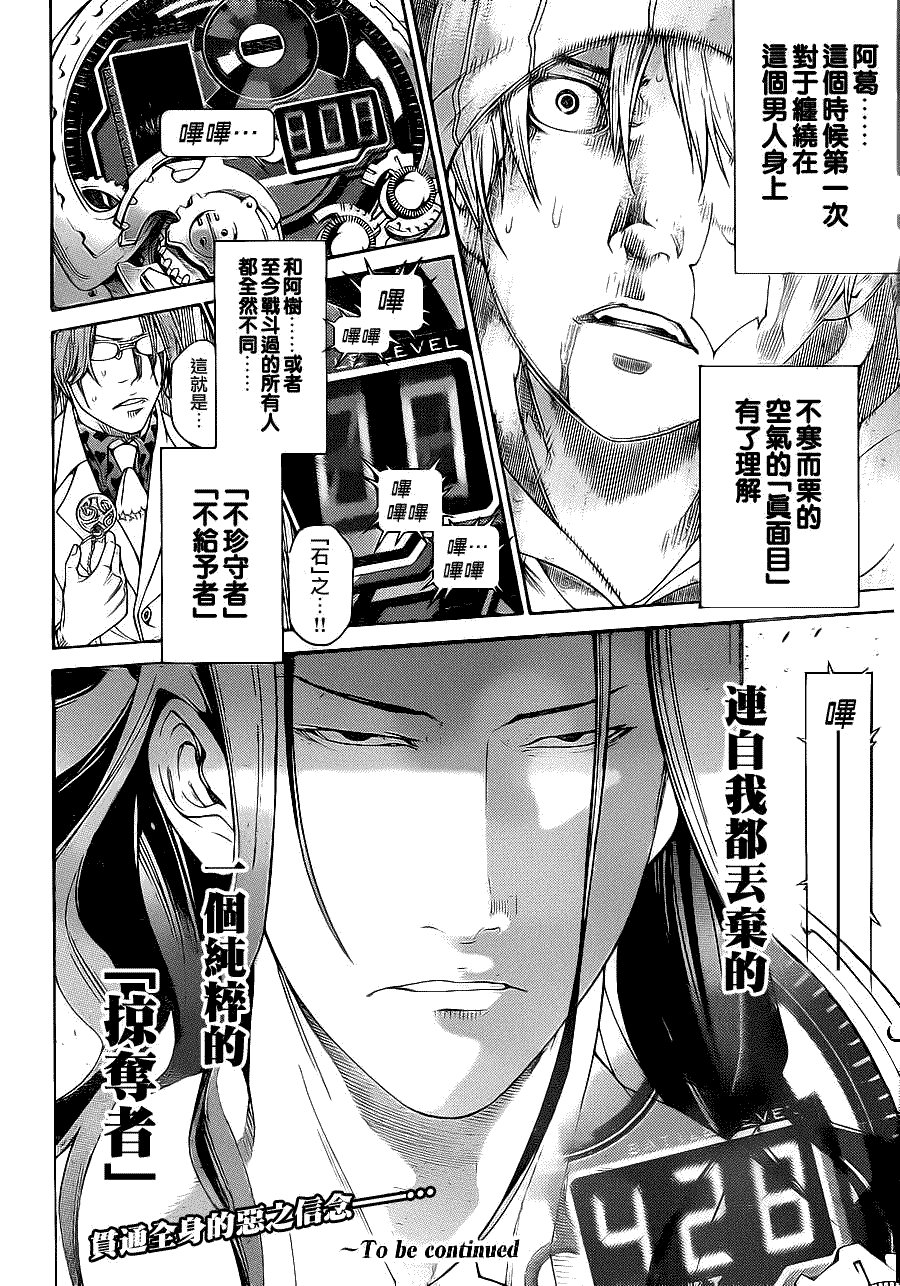 阿葛……
這個時候第一次
對于纏繞在
這個男人身上
不寒而栗的
空氣的「眞面目」
有了理解
嗶嗶…
800
嗶
嗶嗶
LEVEL
和阿樹……或者
至今戰斗過的所有人
都全然不同……
這就是…
嗶
嗶嗶
嗶…
嗶嗶
「石」之…!!
「不珍守者」
「不給予者」
嗶
連自我都丟棄的
一個純粹的
「掠奪者」
LEVEL
428
貫通全身的惡之信念——…
~To be continued